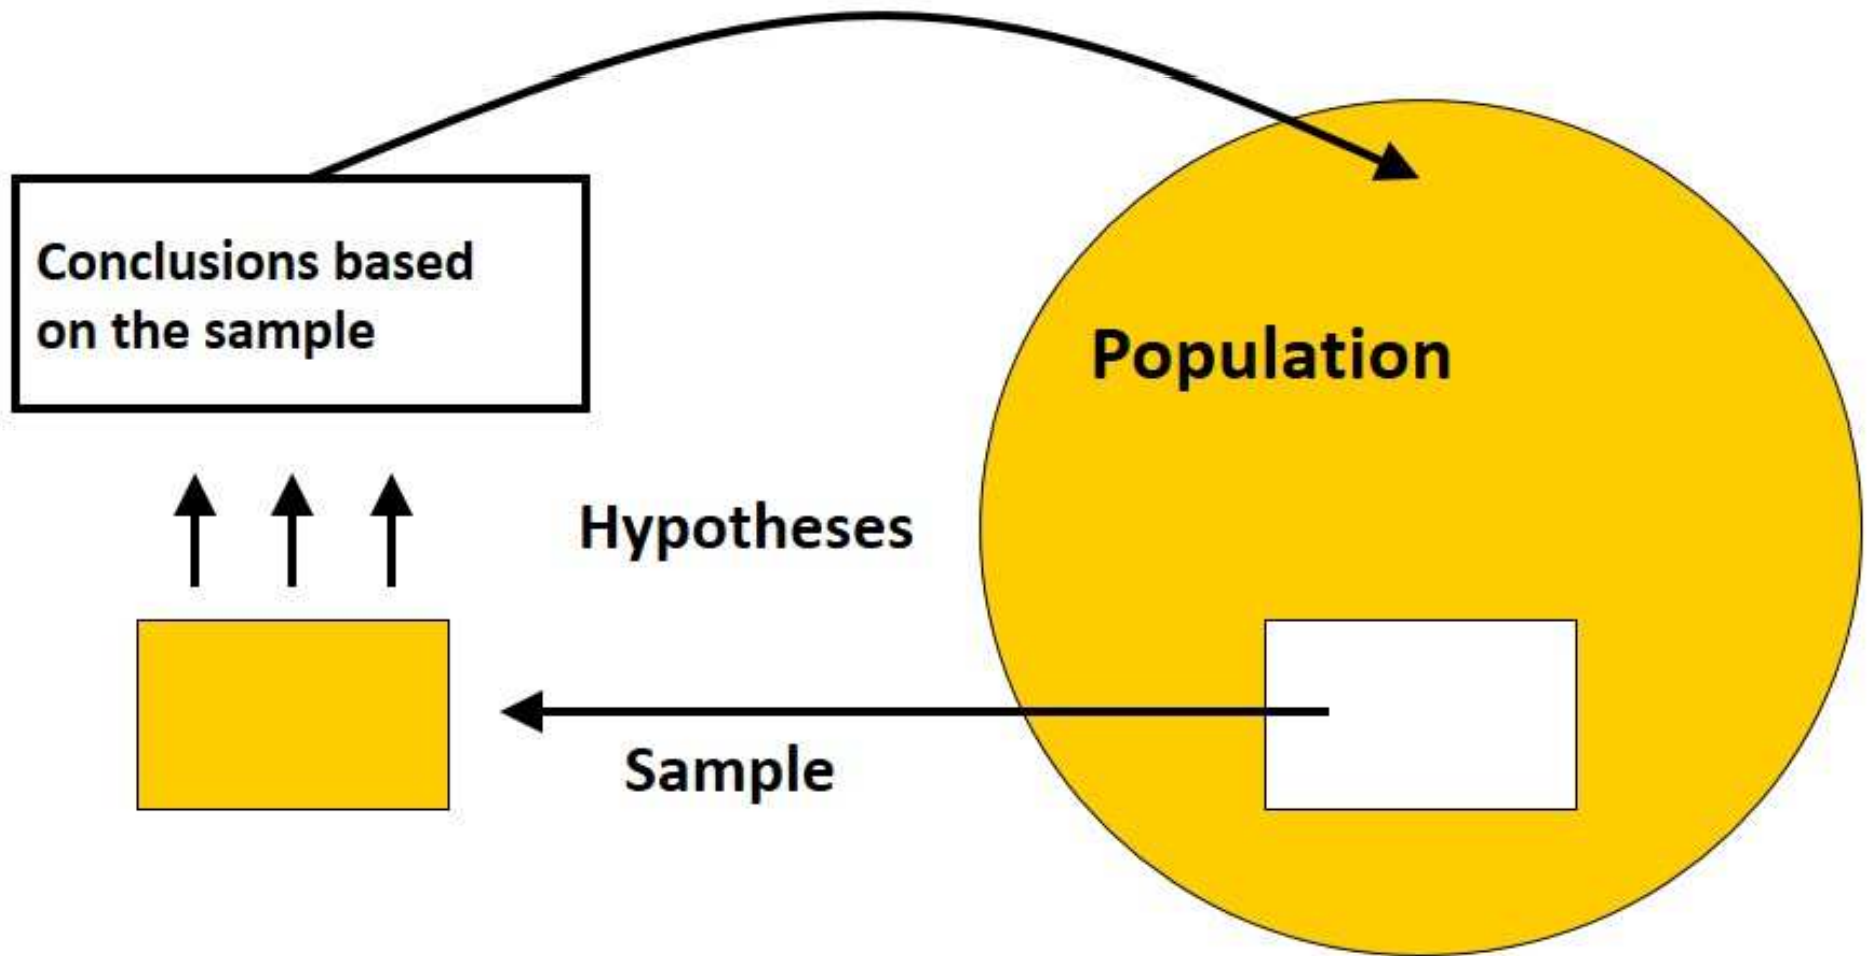 Conclusions based
on the sample
Population
Hypotheses
Sample